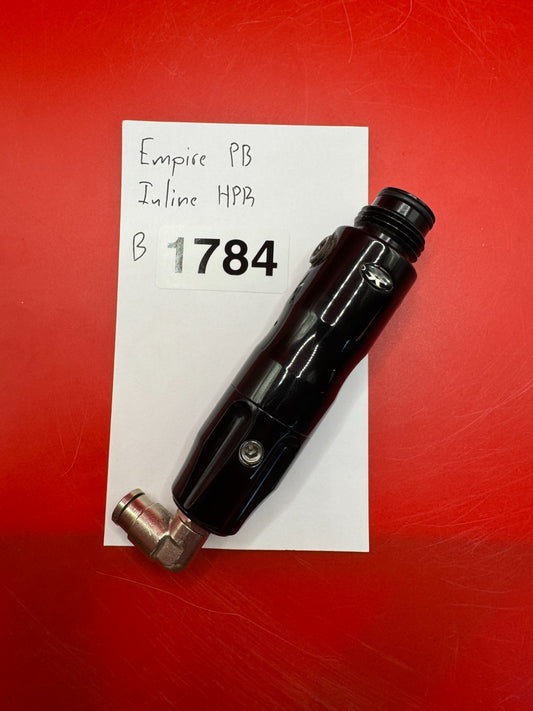 Empire PB
Inline HPR
B 1784